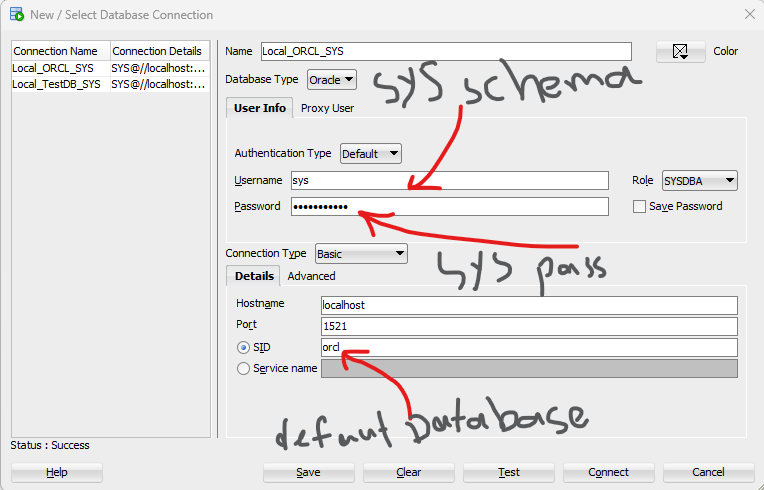 New / Select Database Connection
Connection Name Connection Details
Local_ORCL_SYS SYS@//localhost:...
Local_TestDB_SYS SYS@//localhost:...
Name Local_ORCL_SYS Color
Database Type Oracle
SYS schema
User Info Proxy User
Authentication Type Default
Username sys Role SYSDBA
Password ••••••••••• Save Password
Connection Type Basic
SYS pass
Details Advanced
Hostname localhost
Port 1521
SID orcl
Service name
defaut Database
Status : Success
Help Save Clear Test Connect Cancel